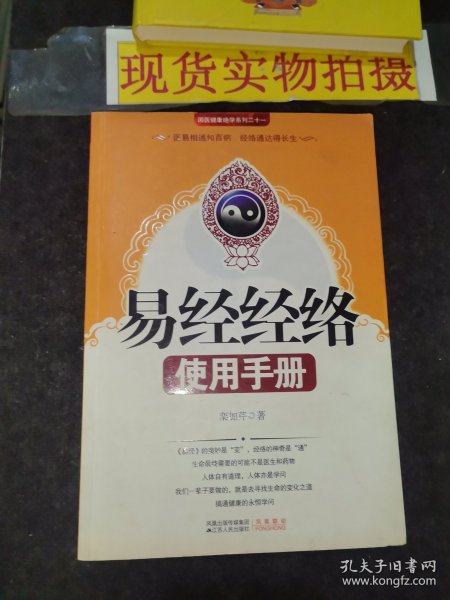 现货实物拍摄
国医健康绝学系列二十一
医易相通知百病 经络通达得长生
易经经络
使用手册
栾加芹 著
《易经》的奇妙是“变”，经络的神奇是“通”
生命最终需要的可能不是医生和药物
人体自有道理，人体亦是学问
我们一辈子要做的，就是去寻找生命的变化之道
搞通健康的永恒学问
凤凰出版传媒集团
江苏人民出版社
凤凰联动
FONGHONG
孔夫子旧书网
www.kongfz.com